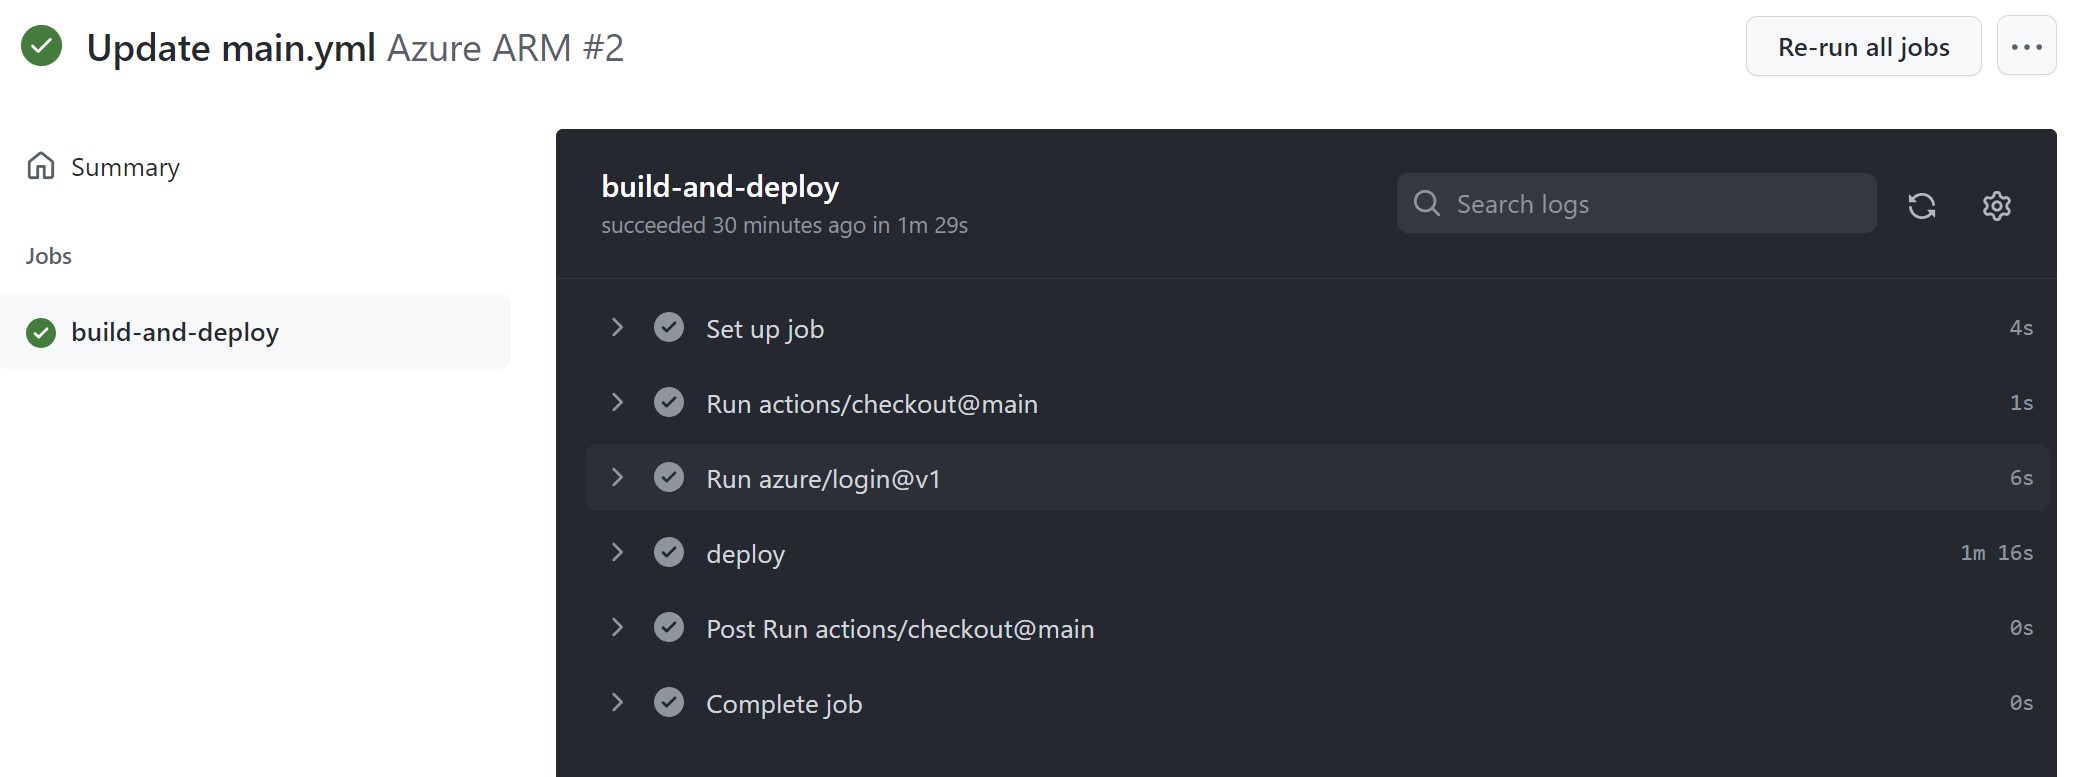 Update main.yml Azure ARM #2
Re-run all jobs
Summary
Jobs
build-and-deploy
build-and-deploy
succeeded 30 minutes ago in 1m 29s
Search logs
Set up job 4s
Run actions/checkout@main 1s
Run azure/login@v1 6s
deploy 1m 16s
Post Run actions/checkout@main 0s
Complete job 0s